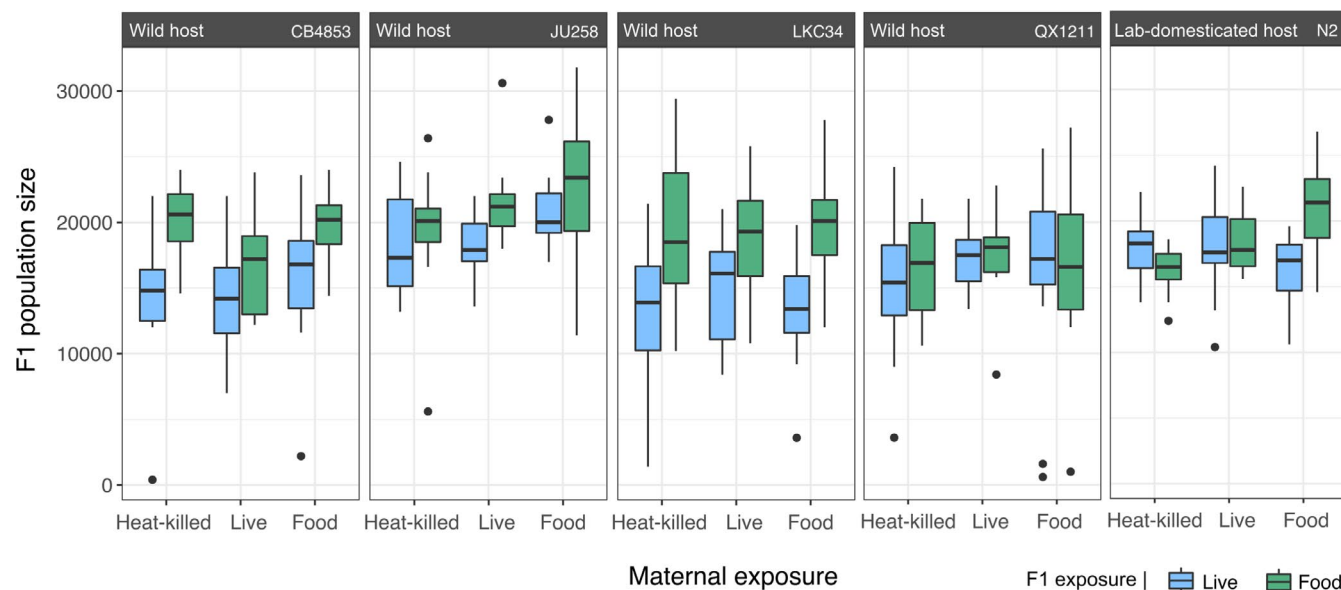 Wild host CB4853
Wild host JU258
Wild host LKC34
Wild host QX1211
Lab-domesticated host N2
F1 population size
30000
20000
10000
0
Heat-killed Live Food
Heat-killed Live Food
Heat-killed Live Food
Heat-killed Live Food
Heat-killed Live Food
Maternal exposure
F1 exposure | Live Food